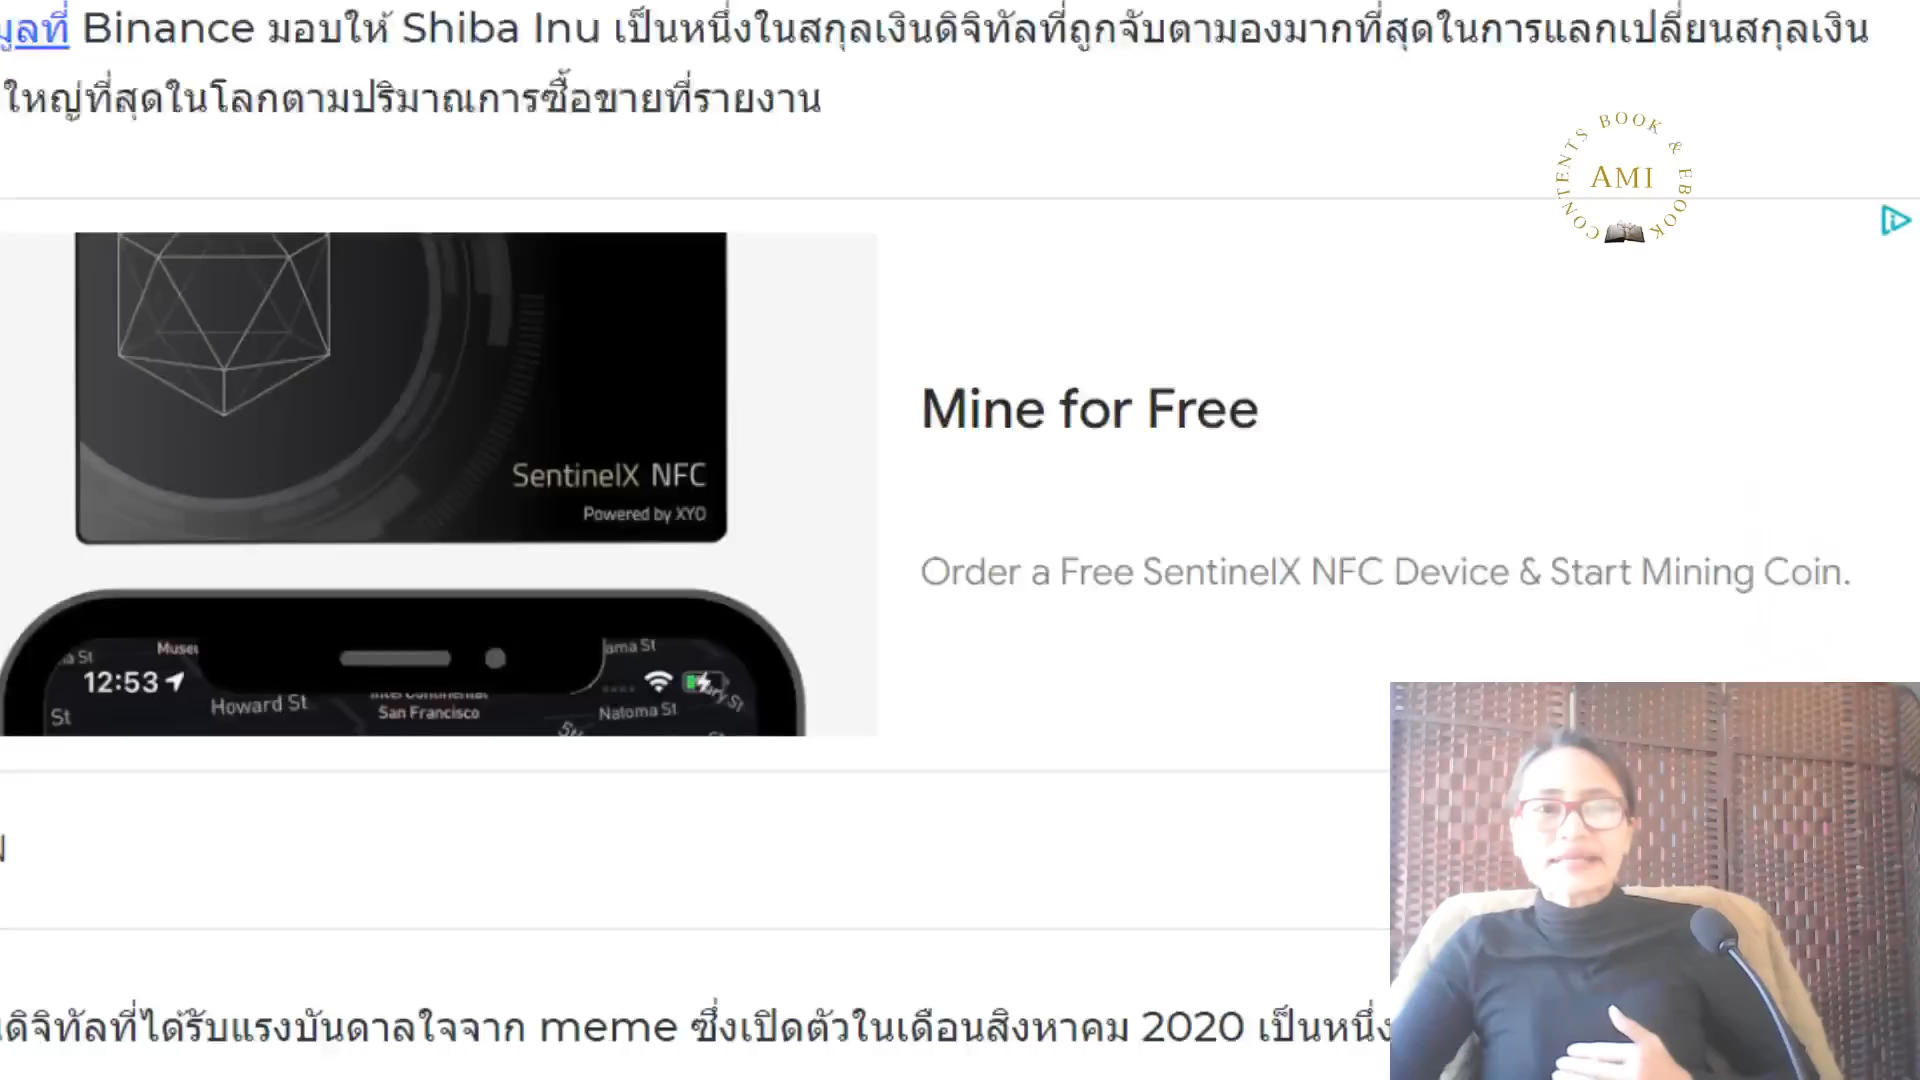 มูลที่ Binance มอบให้ Shiba Inu เป็นหนึ่งในสกุลเงินดิจิทัลที่ถูกจับตามองมากที่สุดในการแลกเปลี่ยนสกุลเงิน
ใหญ่ที่สุดในโลกตามปริมาณการซื้อขายที่รายงาน
CONTENTS BOOK & EBOOK
AMI
SentinelX NFC
Powered by XYO
Mine for Free
Order a Free SentinelX NFC Device & Start Mining Coin.
12:53
Howard St
San Francisco
Natoma St
St
นดิจิทัลที่ได้รับแรงบันดาลใจจาก meme ซึ่งเปิดตัวในเดือนสิงหาคม 2020 เป็นหนึ่ง